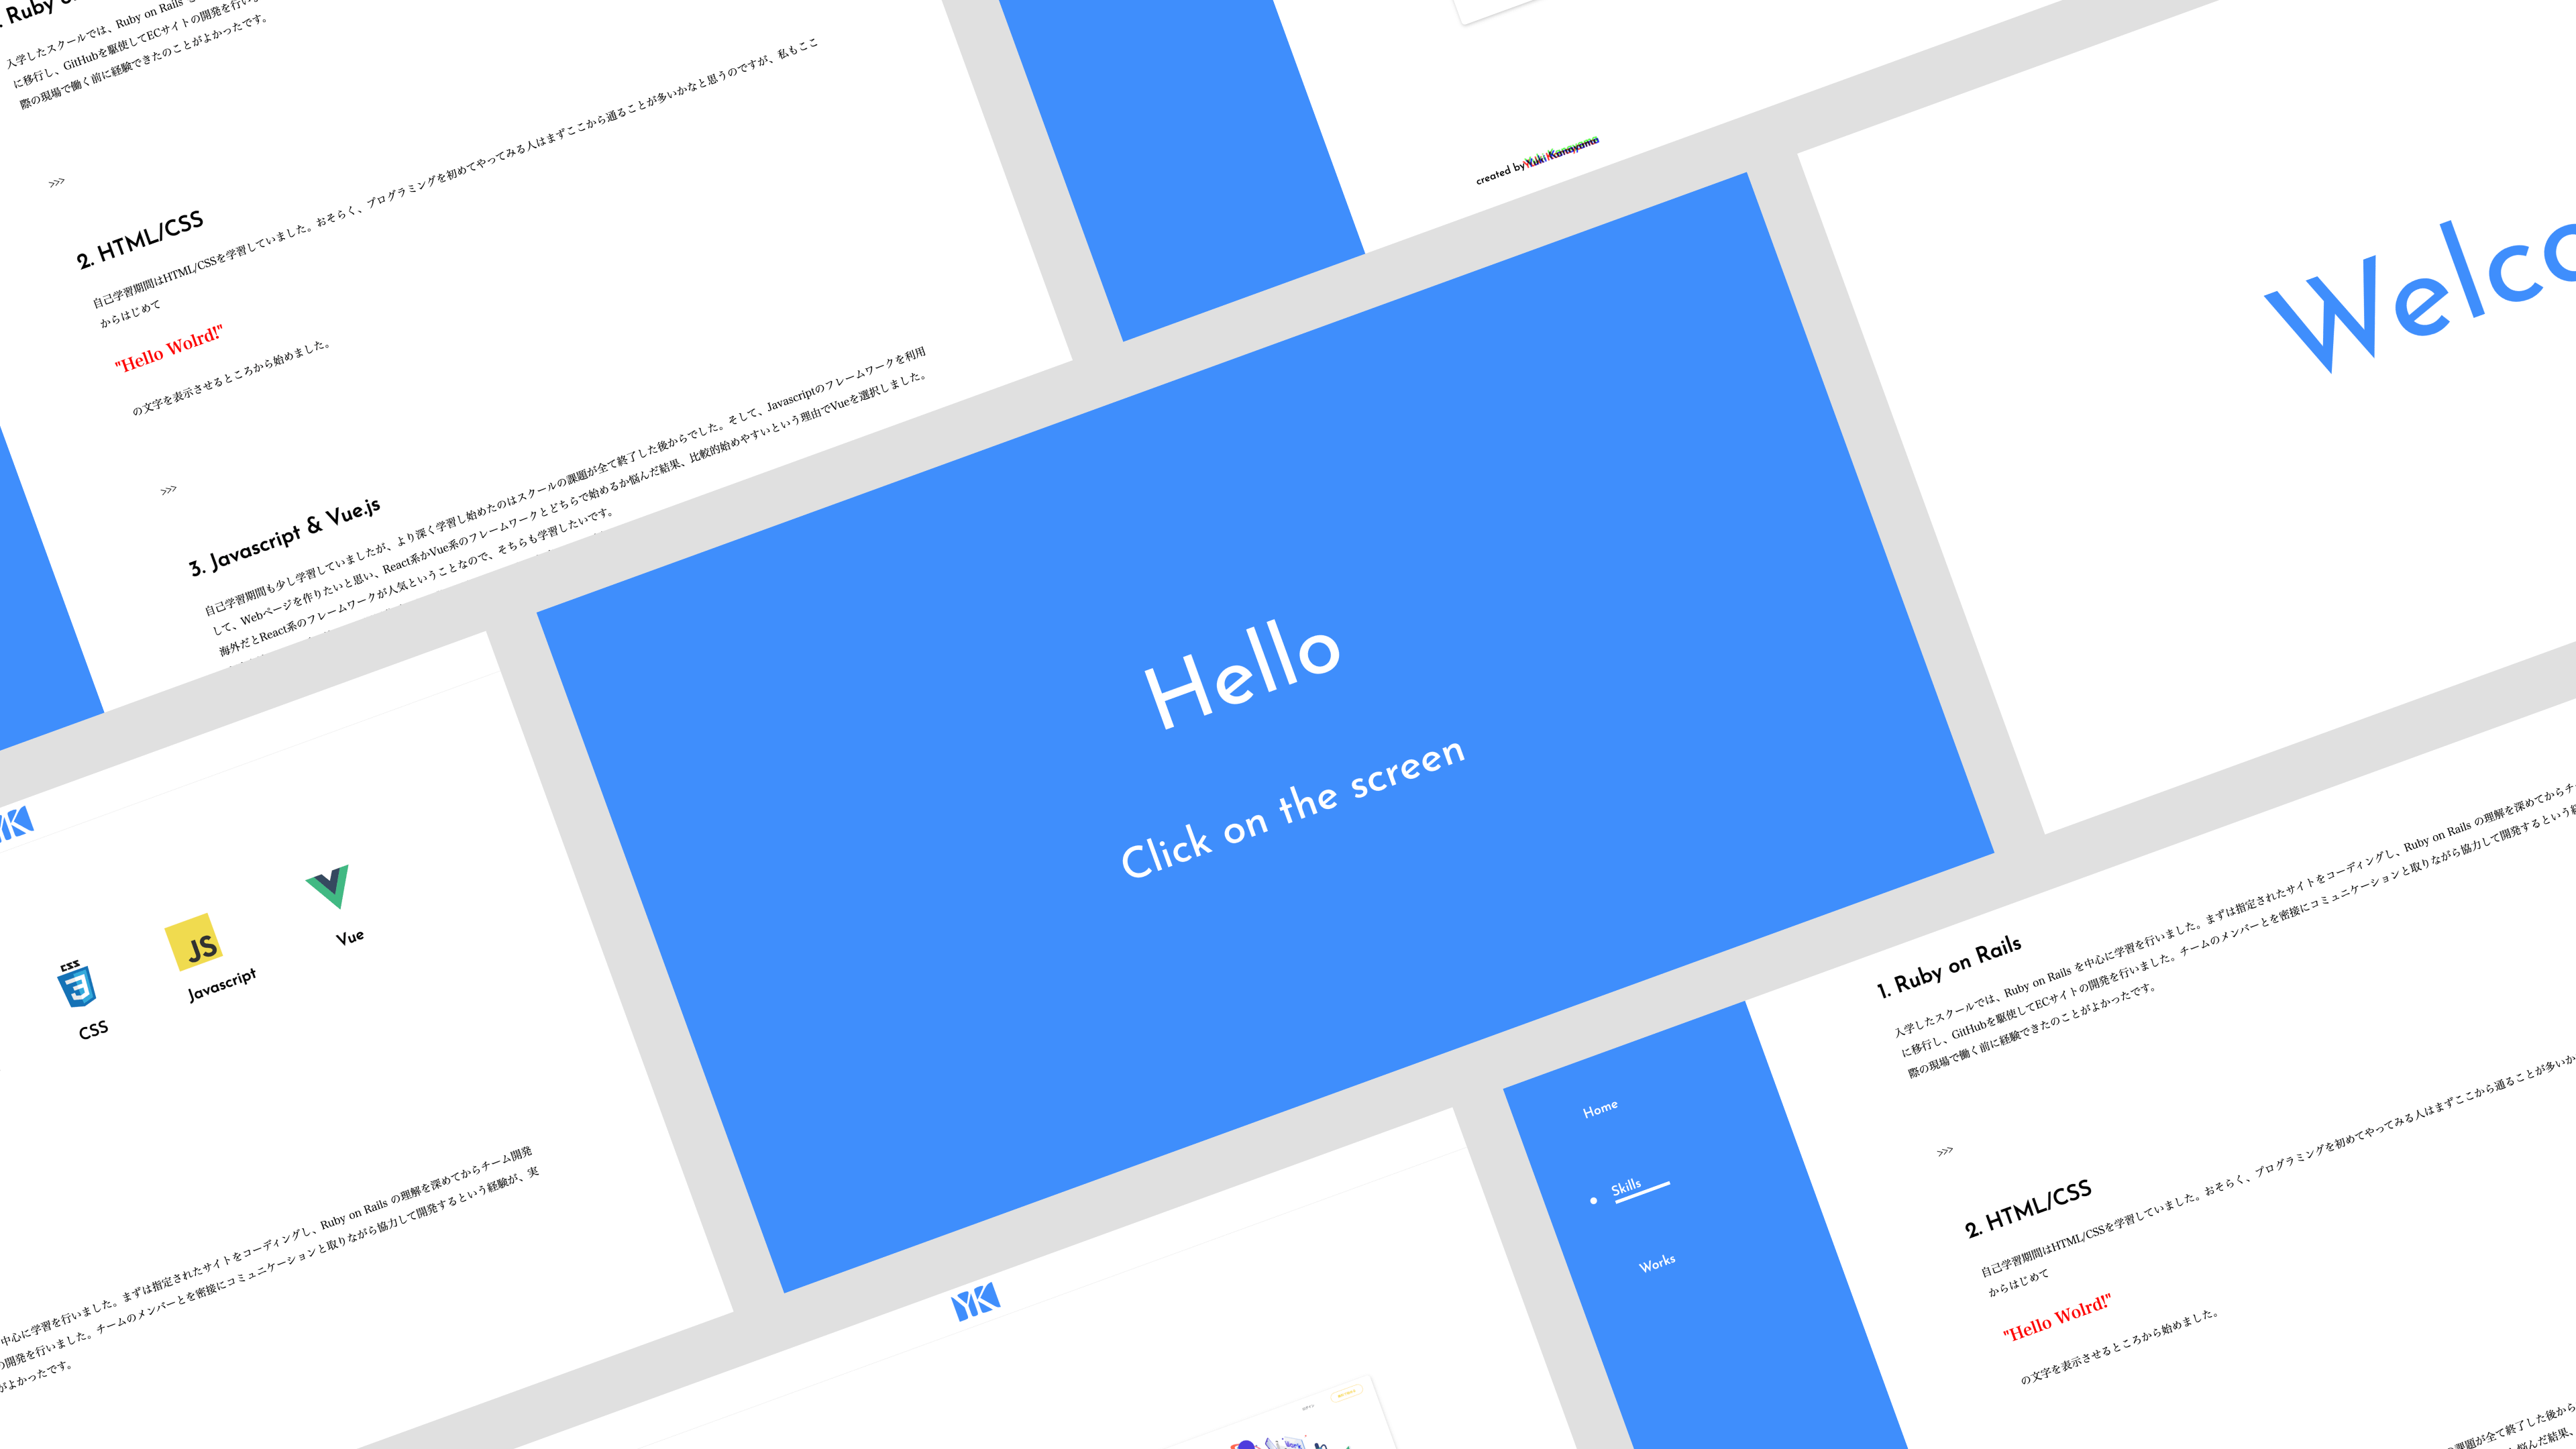 . Ruby o
入学したスクールでは、Ruby on Rails
に移行し、GitHubを駆使してECサイトの開発を行い
際の現場で働く前に経験できたのことがよかったです。
>>>
2. HTML/CSS
自己学習期間はHTML/CSSを学習していました。おそらく、プログラミングを初めてやってみる人はまずここから通ることが多いかなと思うのですが、私もここ
からはじめて
"Hello Wolrd!"
の文字を表示させるところから始めました。
>>>
3. Javascript & Vue.js
自己学習期間も少し学習していましたが、より深く学習し始めたのはスクールの課題が全て終了した後からでした。そして、Javascriptのフレームワークを利用
して、Webページを作りたいと思い、React系かVue系のフレームワークとどちらで始めるか悩んだ結果、比較的始めやすいという理由でVueを選択しました。
海外だとReact系のフレームワークが人気ということなので、そちらも学習したいです。
created by Yuki Kanayama
Welco
Hello
Click on the screen
YK
CSS
3
CSS
JS
Javascript
Vue
中心に学習を行いました。まずは指定されたサイトをコーディングし、Ruby on Rails の理解を深めてからチーム開発
の開発を行いました。チームのメンバーとを密接にコミュニケーションと取りながら協力して開発するという経験が、実
がよかったです。
YK
Home
Skills
Works
1. Ruby on Rails
入学したスクールでは、Ruby on Rails を中心に学習を行いました。まずは指定されたサイトをコーディングし、Ruby on Rails の理解を深めてからチ
に移行し、GitHubを駆使してECサイトの開発を行いました。チームのメンバーとを密接にコミュニケーションと取りながら協力して開発するという経
際の現場で働く前に経験できたのことがよかったです。
>>>
2. HTML/CSS
自己学習期間はHTML/CSSを学習していました。おそらく、プログラミングを初めてやってみる人はまずここから通ることが多いか
からはじめて
"Hello Wolrd!"
の文字を表示させるところから始めました。
の課題が全て終了した後から
悩んだ結果、